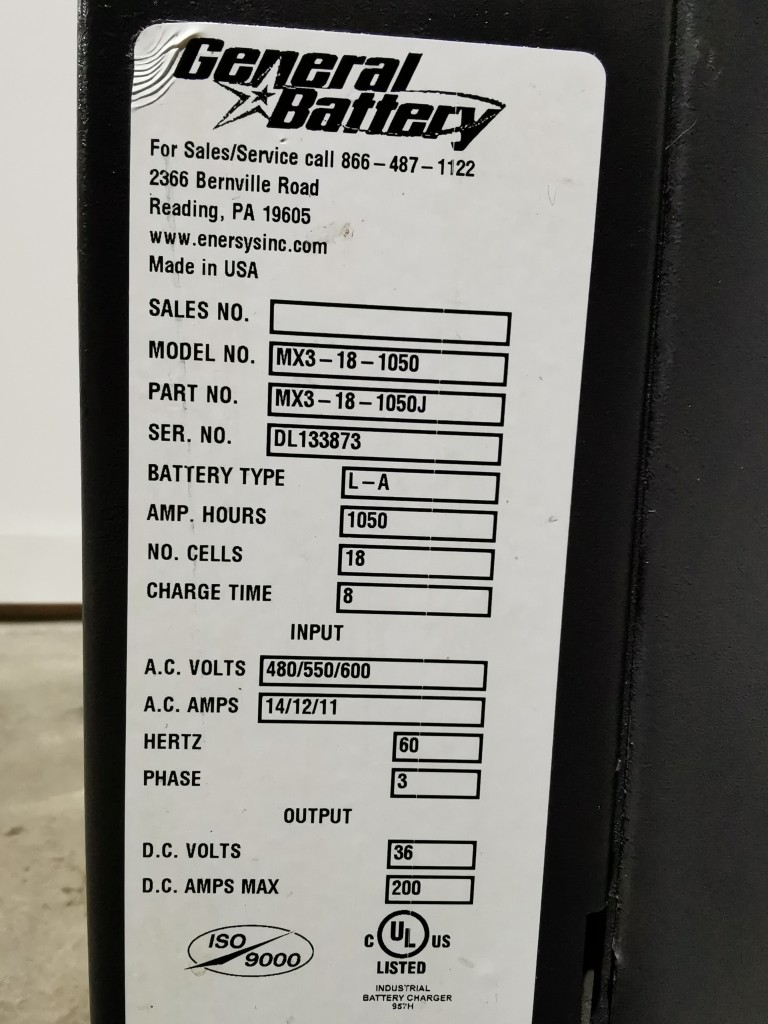 General
Battery
For Sales/Service call 866-487-1122
2366 Bernville Road
Reading, PA 19605
www.enersysinc.com
Made in USA
SALES NO.
MODEL NO. MX3-18-1050
PART NO. MX3-18-1050J
SER. NO. DL133873
BATTERY TYPE L-A
AMP. HOURS 1050
NO. CELLS 18
CHARGE TIME 8
INPUT
A.C. VOLTS 480/550/600
A.C. AMPS 14/12/11
HERTZ 60
PHASE 3
OUTPUT
D.C. VOLTS 36
D.C. AMPS MAX 200
ISO 9000
C UL US
LISTED
INDUSTRIAL
BATTERY CHARGER
957H